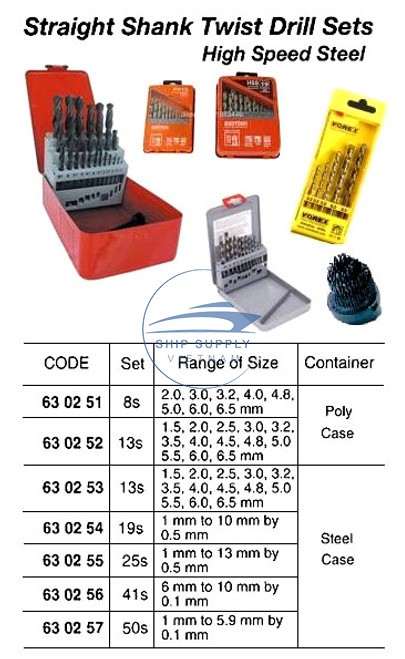 Straight Shank Twist Drill Sets
High Speed Steel
HSS
HSS 19
VOREX
VOREX
SHIP SUPPLY
VIETNAM
CODE Set Range of Size Container
63 02 51 8s 2.0, 3.0, 3.2, 4.0, 4.8,
5.0, 6.0, 6.5 mm
63 02 52 13s 1.5, 2.0, 2.5, 3.0, 3.2,
3.5, 4.0, 4.5, 4.8, 5.0
5.5, 6.0, 6.5 mm
Poly
Case
63 02 53 13s 1.5, 2.0, 2.5, 3.0, 3.2,
3.5, 4.0, 4.5, 4.8, 5.0
5.5, 6.0, 6.5 mm
63 02 54 19s 1 mm to 10 mm by
0.5 mm
63 02 55 25s 1 mm to 13 mm by
0.5 mm
63 02 56 41s 6 mm to 10 mm by
0.1 mm
63 02 57 50s 1 mm to 5.9 mm by
0.1 mm
Steel
Case